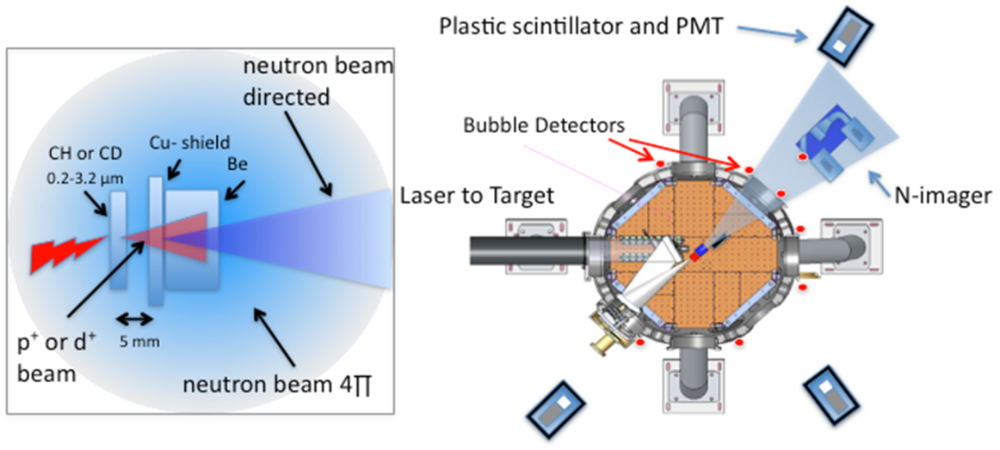 neutron beam
directed
Cu- shield
CH or CD
0.2-3.2 µm
Be
p⁺ or d⁺
beam
5 mm
neutron beam 4∏
Plastic scintillator and PMT
Bubble Detectors
Laser to Target
N-imager